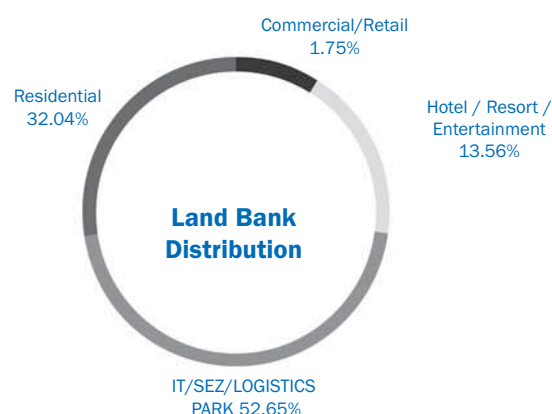 Commercial/Retail
1.75%
Residential
32.04%
Hotel / Resort /
Entertainment
13.56%
Land Bank
Distribution
IT/SEZ/LOGISTICS
PARK 52.65%